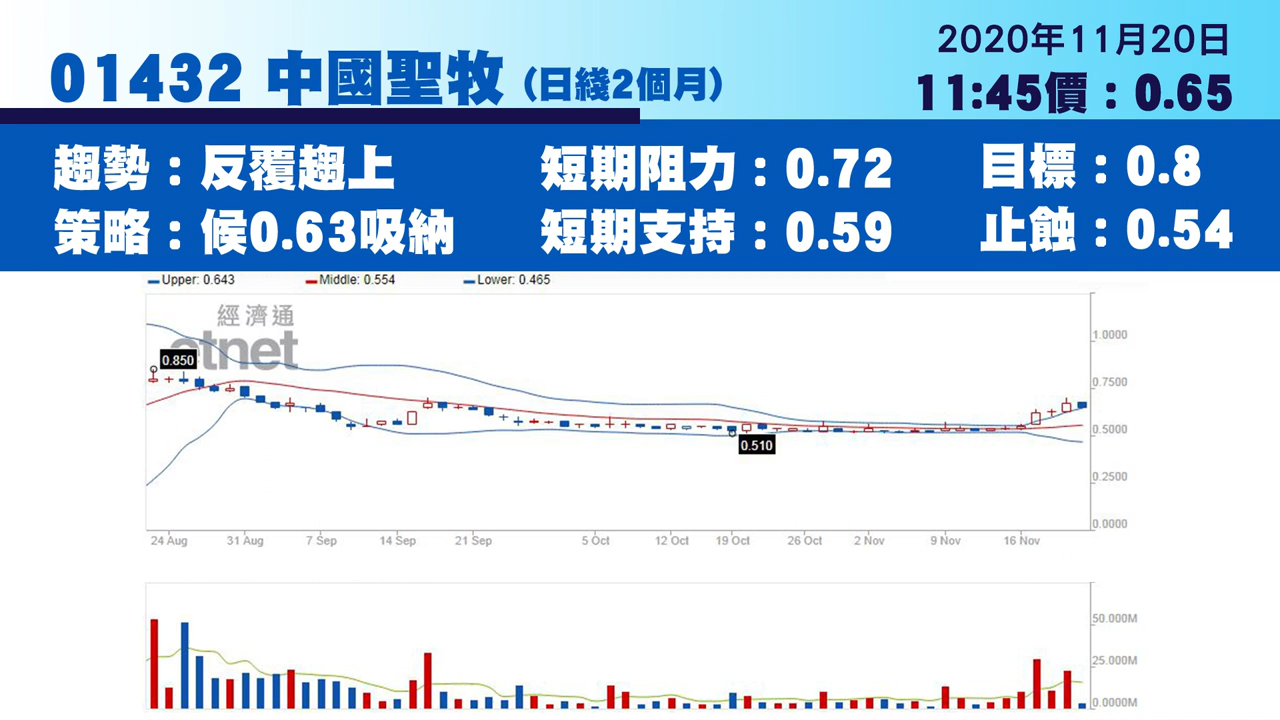 01432 中國聖牧 (日綫2個月)
2020年11月20日
11:45價：0.65
趨勢：反覆趨上
短期阻力：0.72
目標：0.8
策略：候0.63吸納
短期支持：0.59
止蝕：0.54
Upper: 0.643 Middle: 0.554 Lower: 0.465
經濟通
etnet
0.850
0.510
1.0000
0.7500
0.5000
0.2500
0.0000
24 Aug 31 Aug 7 Sep 14 Sep 21 Sep 5 Oct 12 Oct 19 Oct 26 Oct 2 Nov 9 Nov 16 Nov
50.000M
25.000M
0.0000M